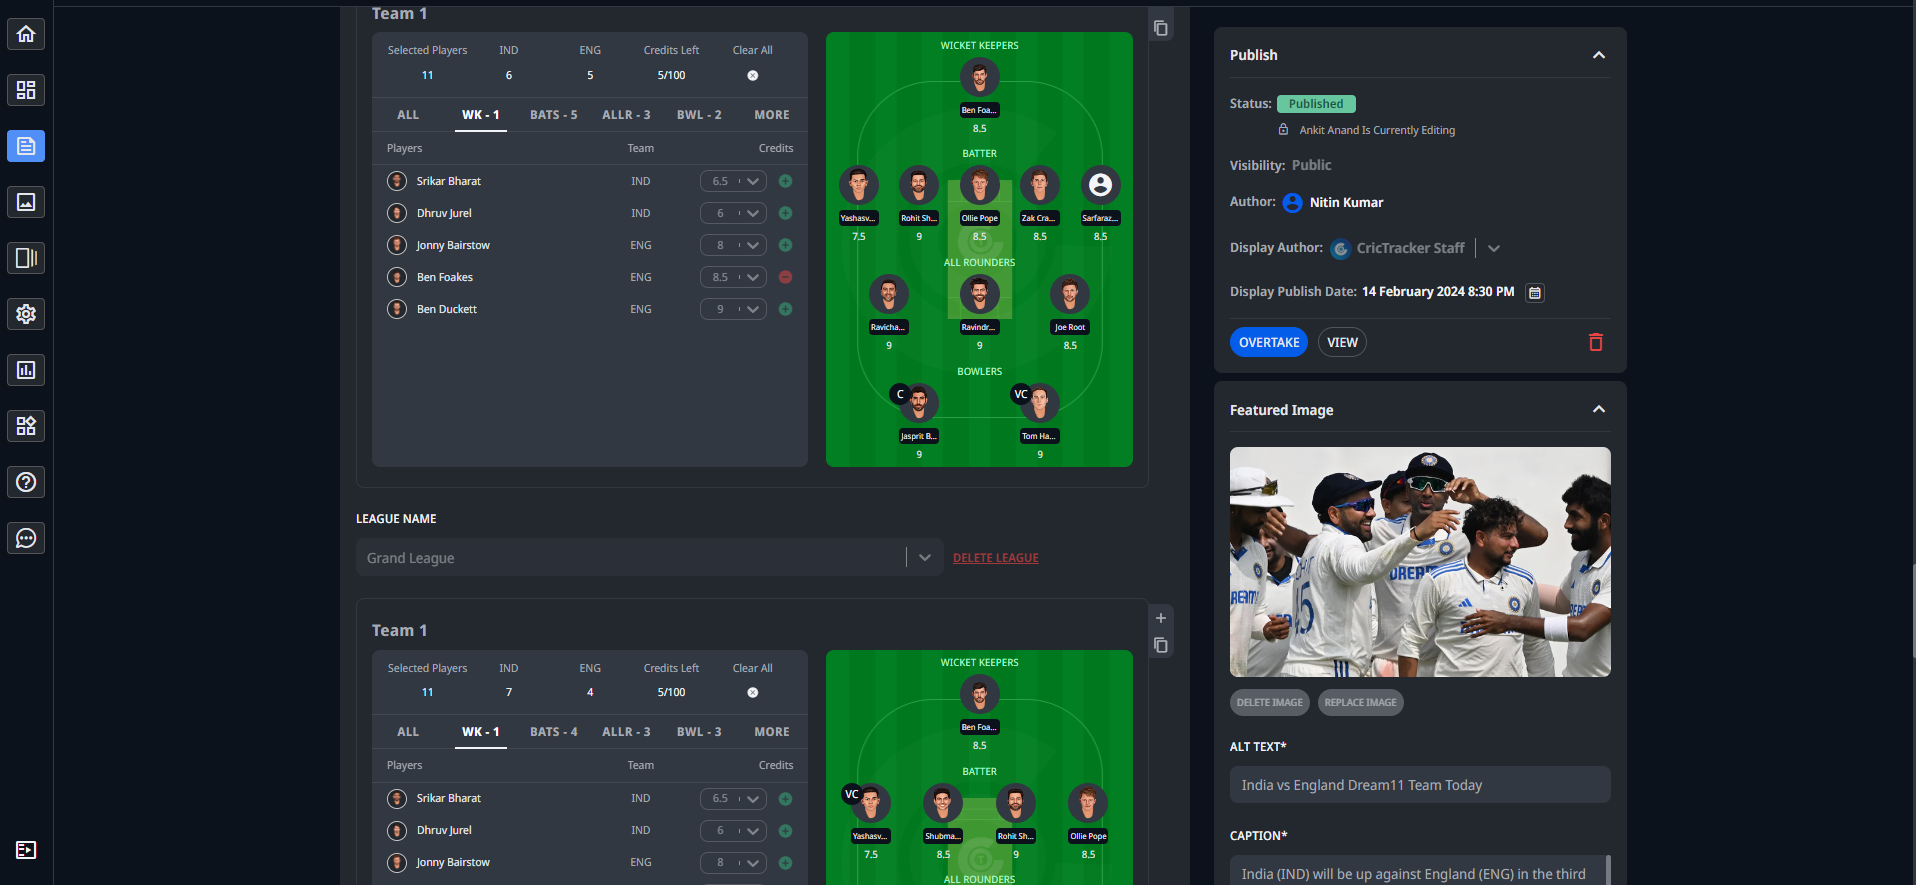 Team 1
Selected Players IND ENG Credits Left Clear All
11 6 5 5/100
ALL WK - 1 BATS - 5 ALLR - 3 BWL - 2 MORE
Players Team Credits
Srikar Bharat IND 6.5
Dhruv Jurel IND 6
Jonny Bairstow ENG 8
Ben Foakes ENG 8.5
Ben Duckett ENG 9
WICKET KEEPERS
Ben Foa...
8.5
BATTER
Yashasv... Rohit Sh... Ollie Pope Zak Cra... Sarfaraz...
7.5 9 8.5 8.5 8.5
ALL ROUNDERS
Ravicha... Ravindr... Joe Root
9 9 8.5
BOWLERS
C VC
Jasprit B... Tom Ha...
9 9
LEAGUE NAME
Grand League
DELETE LEAGUE
Team 1
Selected Players IND ENG Credits Left Clear All
11 7 4 5/100
ALL WK - 1 BATS - 4 ALLR - 3 BWL - 3 MORE
Players Team Credits
Srikar Bharat IND 6.5
Dhruv Jurel IND 6
Jonny Bairstow ENG 8
WICKET KEEPERS
Ben Foa...
8.5
BATTER
VC
Yashasv... Shubma... Rohit Sh... Ollie Pope
7.5 8.5 9 8.5
ALL ROUNDERS
Publish
Status: Published
Ankit Anand Is Currently Editing
Visibility: Public
Author: Nitin Kumar
Display Author: CricTracker Staff
Display Publish Date: 14 February 2024 8:30 PM
OVERTAKE VIEW
Featured Image
DREAM
DELETE IMAGE REPLACE IMAGE
ALT TEXT*
India vs England Dream11 Team Today
CAPTION*
India (IND) will be up against England (ENG) in the third